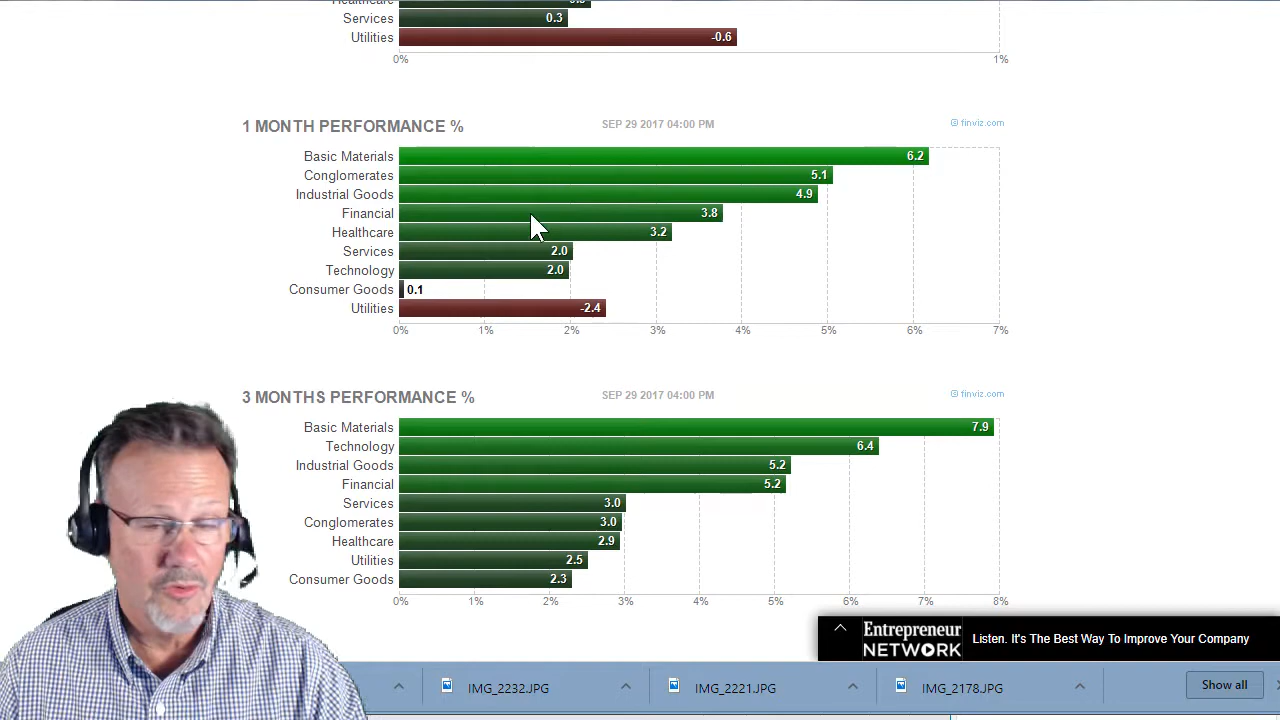 Services 0.3
Utilities -0.6
0% 1%
1 MONTH PERFORMANCE % SEP 29 2017 04:00 PM © finviz.com
Basic Materials 6.2
Conglomerates 5.1
Industrial Goods 4.9
Financial 3.8
Healthcare 3.2
Services 2.0
Technology 2.0
Consumer Goods 0.1
Utilities -2.4
0% 1% 2% 3% 4% 5% 6% 7%
3 MONTHS PERFORMANCE % SEP 29 2017 04:00 PM © finviz.com
Basic Materials 7.9
Technology 6.4
Industrial Goods 5.2
Financial 5.2
Services 3.0
Conglomerates 3.0
Healthcare 2.9
Utilities 2.5
Consumer Goods 2.3
0% 1% 2% 3% 4% 5% 6% 7% 8%
Entrepreneur
NETWORK
Listen. It's The Best Way To Improve Your Company
IMG_2232.JPG IMG_2221.JPG IMG_2178.JPG Show all